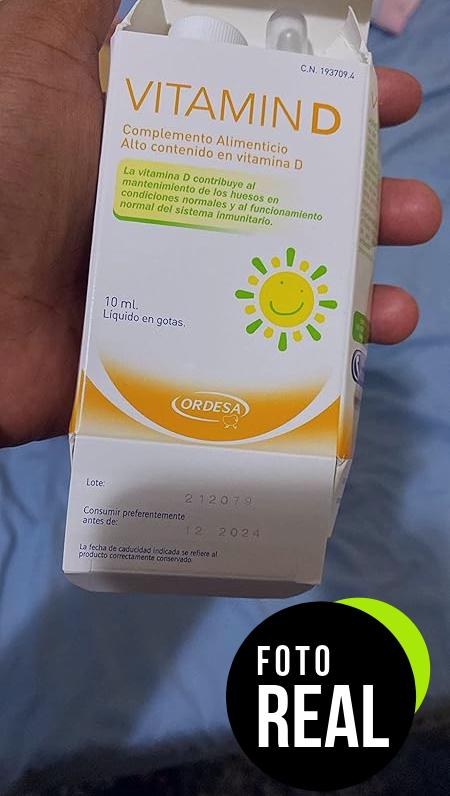 C.N. 193709.4
VITAMIN D
Complemento Alimenticio
Alto contenido en vitamina D
La vitamina D contribuye al
mantenimiento de los huesos en
condiciones normales y al funcionamiento
normal del sistema inmunitario.
10 ml.
Líquido en gotas.
ORDESA
Lote:
212079
Consumir preferentemente
antes de:
12 2024
La fecha de caducidad indicada se refiere al
producto correctamente conservado.
FOTO
REAL